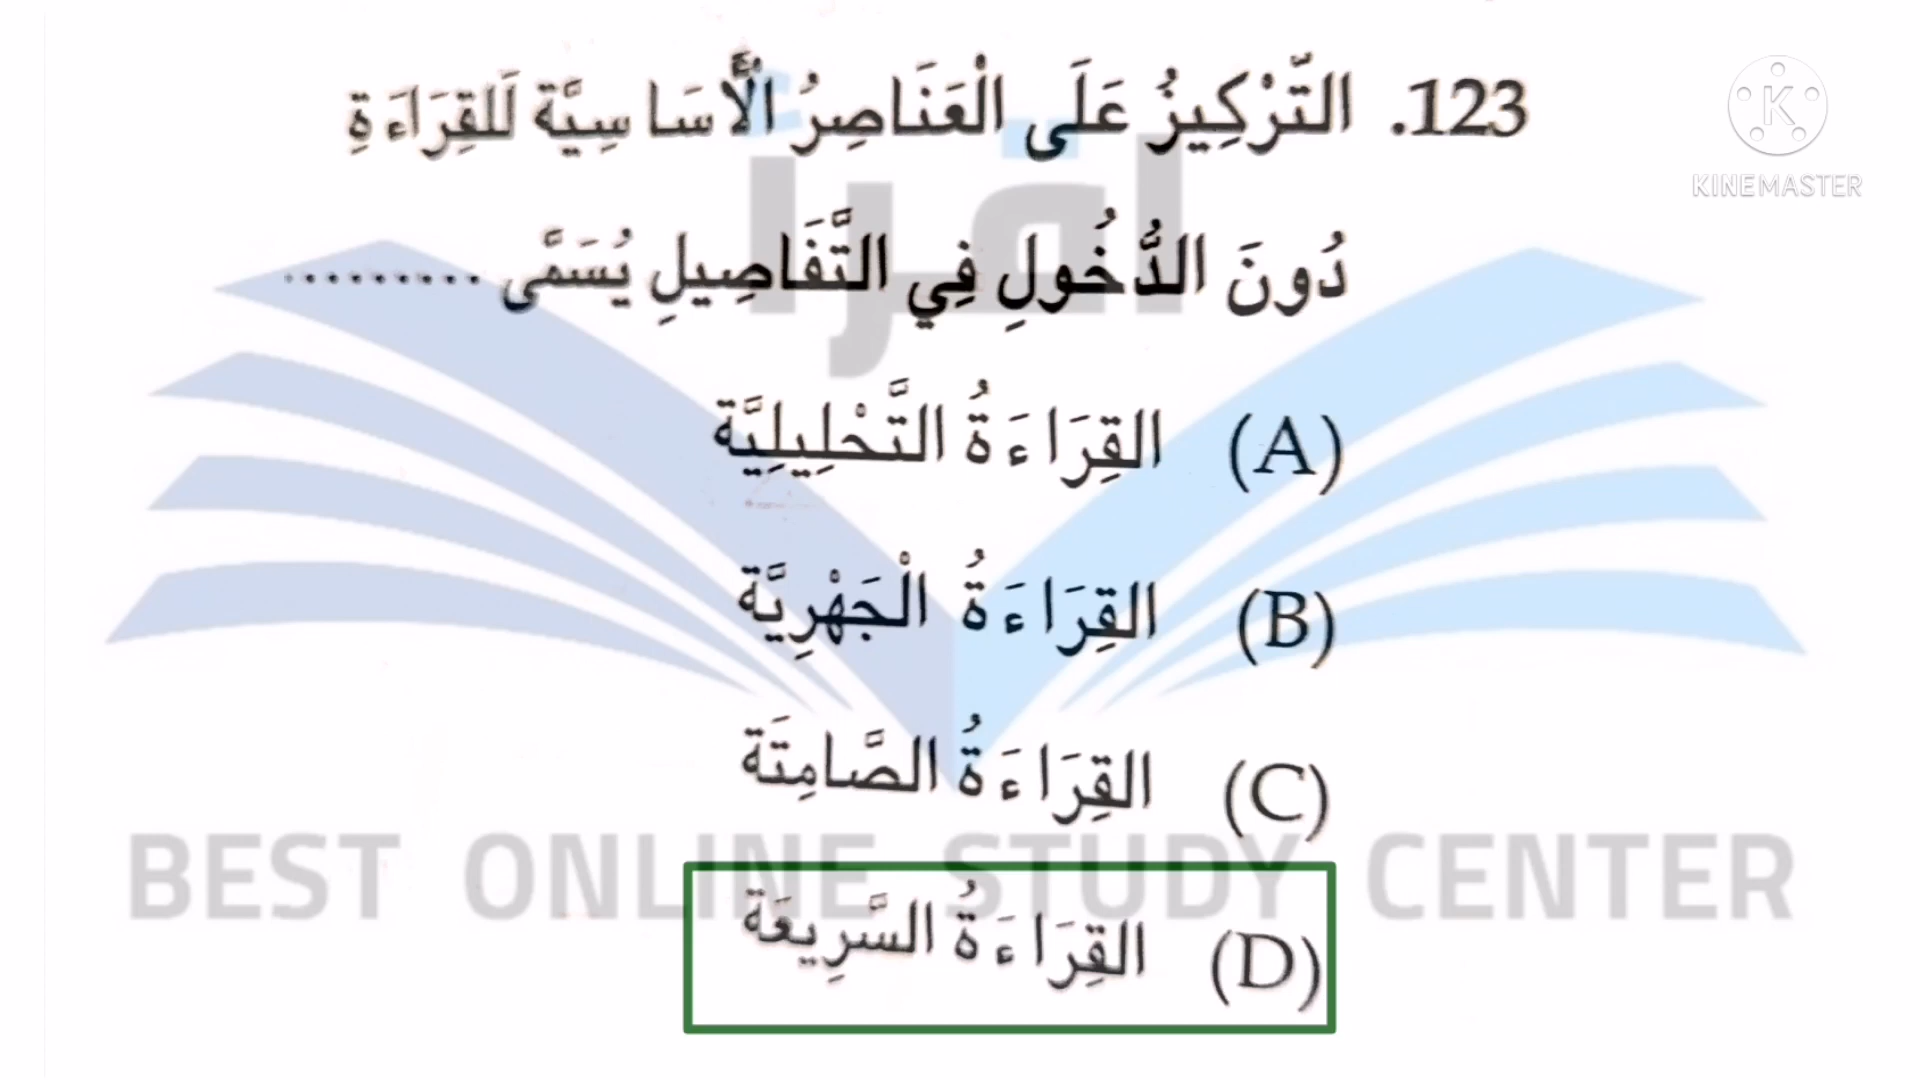 123. التَّرْكِيزُ عَلَى الْعَنَاصِرُ الْأَسَاسِيَّة لَلقِرَاءَةِ
دُونَ الدُّخُولِ فِي التَّفَاصِيلِ يُسَمَّى .........
(A) القِرَاءَةُ التَّحْلِيلِيَّة
(B) القِرَاءَةُ الْجَهْرِيَّة
(C) القِرَاءَةُ الصَّامِتَة
(D) القِرَاءَةُ السَّرِيعَة
اقرأ
BEST ONLINE STUDY CENTER
K
KINEMASTER